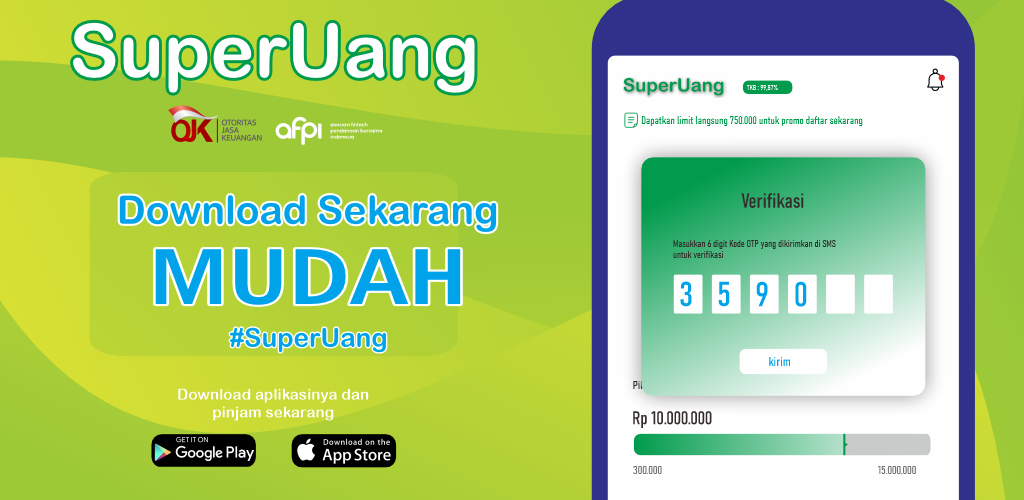 SuperUang
OJK OTORITAS
JASA
KEUANGAN
afpi asosiasi fintech
pendanaan bersama
indonesia
Download Sekarang
MUDAH
#SuperUang
Download aplikasinya dan
pinjam sekarang
GET IT ON
Google Play
Download on the
App Store
SuperUang
TKB : 99,87%
Dapatkan limit langsung 750.000 untuk promo daftar sekarang
Verifikasi
Masukkan 6 digit Kode OTP yang dikirimkan di SMS
untuk verifikasi
3 5 9 0
kirim
Rp 10.000.000
300.000 15.000.000